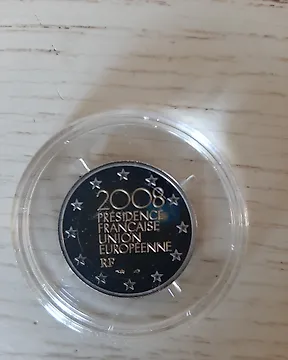 2008
PRÉSIDENCE
FRANÇAISE
UNION
EUROPÉENNE
RF